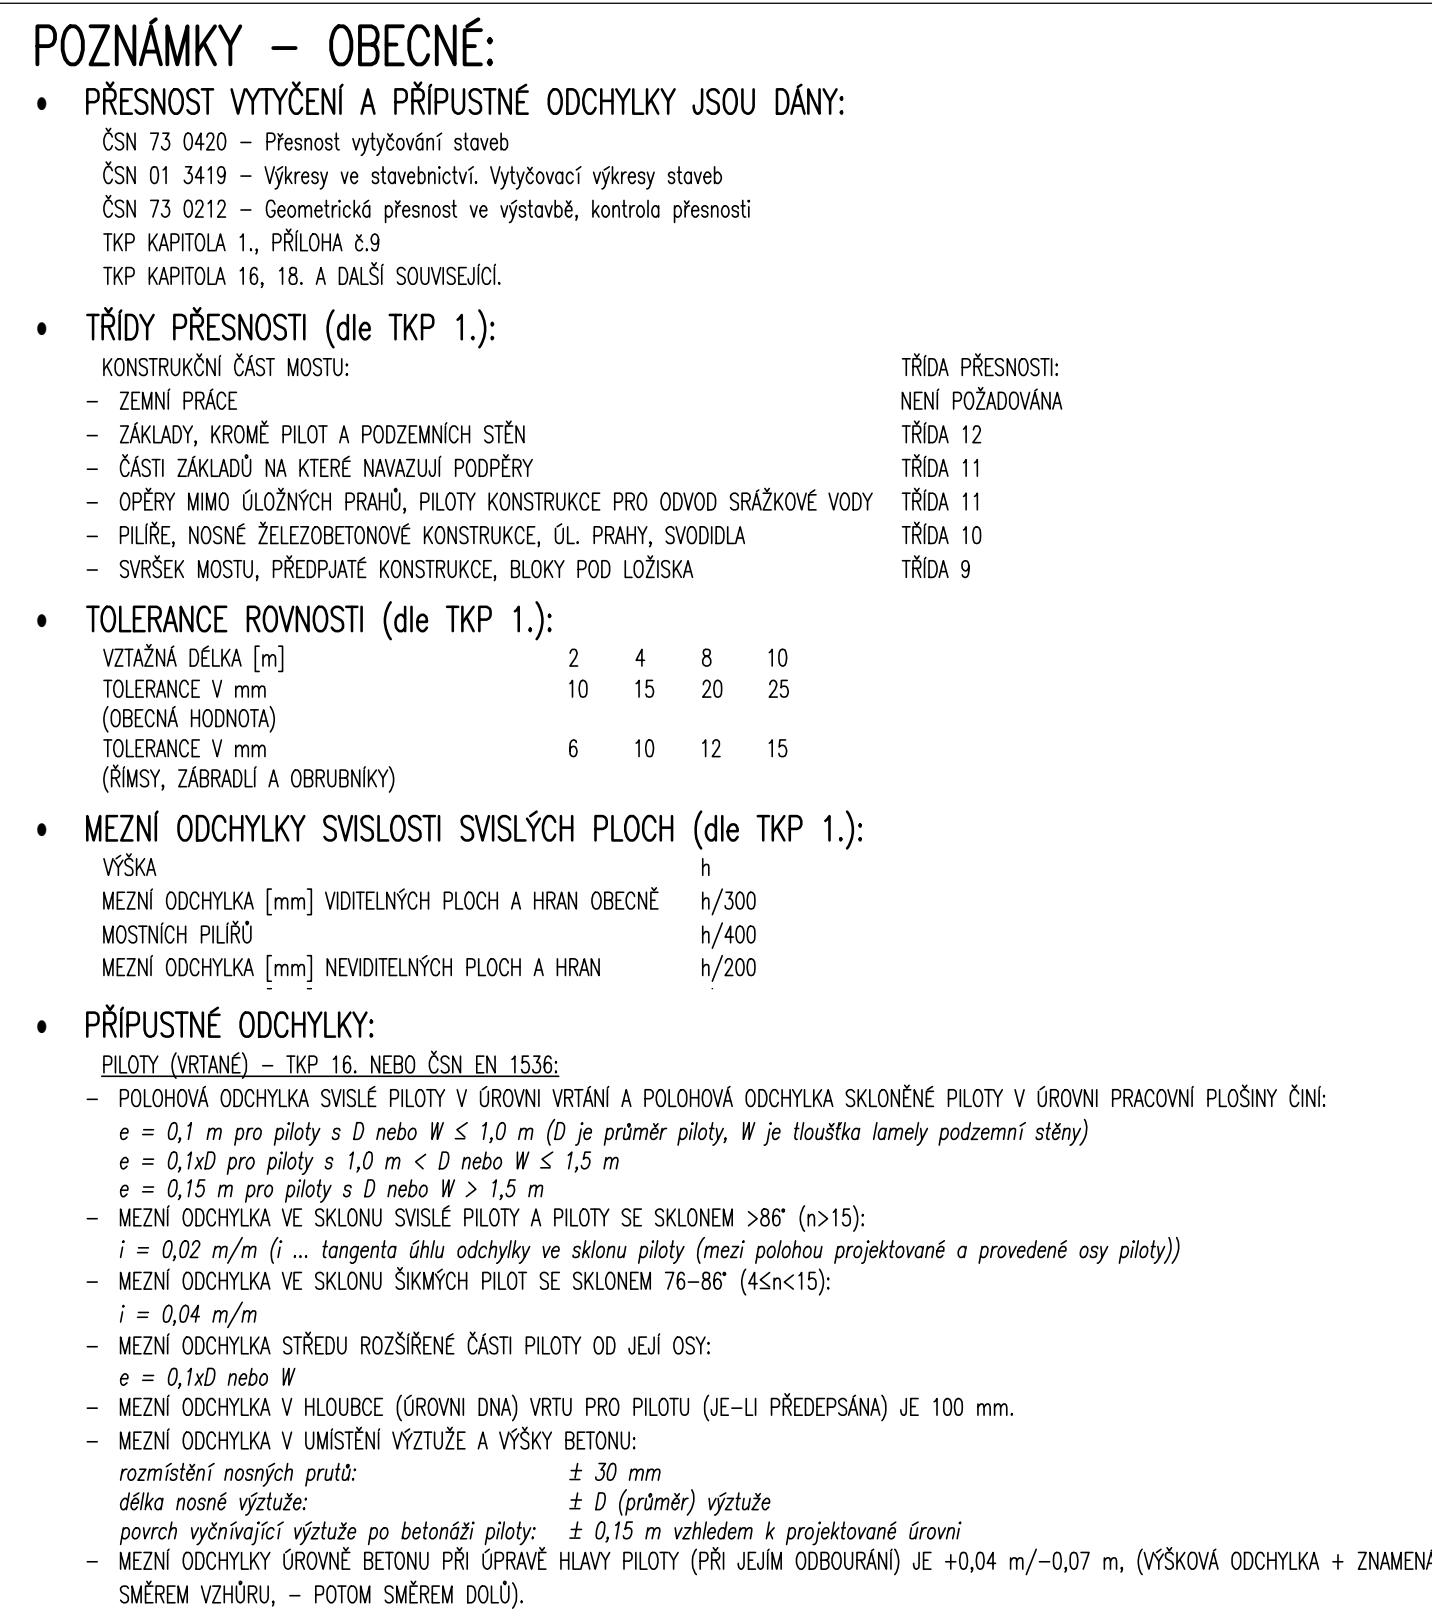 POZNÁMKY – OBECNÉ:
• PŘESNOST VYTYČENÍ A PŘÍPUSTNÉ ODCHYLKY JSOU DÁNY:
ČSN 73 0420 – Přesnost vytyčování staveb
ČSN 01 3419 – Výkresy ve stavebnictví. Vytyčovací výkresy staveb
ČSN 73 0212 – Geometrická přesnost ve výstavbě, kontrola přesnosti
TKP KAPITOLA 1., PŘÍLOHA č.9
TKP KAPITOLA 16, 18. A DALŠÍ SOUVISEJÍCÍ.
• TŘÍDY PŘESNOSTI (dle TKP 1.):
KONSTRUKČNÍ ČÁST MOSTU: TŘÍDA PŘESNOSTI:
– ZEMNÍ PRÁCE NENÍ POŽADOVÁNA
– ZÁKLADY, KROMĚ PILOT A PODZEMNÍCH STĚN TŘÍDA 12
– ČÁSTI ZÁKLADŮ NA KTERÉ NAVAZUJÍ PODPĚRY TŘÍDA 11
– OPĚRY MIMO ÚLOŽNÝCH PRAHŮ, PILOTY KONSTRUKCE PRO ODVOD SRÁŽKOVÉ VODY TŘÍDA 11
– PILÍŘE, NOSNÉ ŽELEZOBETONOVÉ KONSTRUKCE, ÚL. PRAHY, SVODIDLA TŘÍDA 10
– SVRŠEK MOSTU, PŘEDPJATÉ KONSTRUKCE, BLOKY POD LOŽISKA TŘÍDA 9
• TOLERANCE ROVNOSTI (dle TKP 1.):
VZTAŽNÁ DÉLKA [m] 2 4 8 10
TOLERANCE V mm 10 15 20 25
(OBECNÁ HODNOTA)
TOLERANCE V mm 6 10 12 15
(ŘÍMSY, ZÁBRADLÍ A OBRUBNÍKY)
• MEZNÍ ODCHYLKY SVISLOSTI SVISLÝCH PLOCH (dle TKP 1.):
VÝŠKA h
MEZNÍ ODCHYLKA [mm] VIDITELNÝCH PLOCH A HRAN OBECNĚ h/300
MOSTNÍCH PILÍŘŮ h/400
MEZNÍ ODCHYLKA [mm] NEVIDITELNÝCH PLOCH A HRAN h/200
• PŘÍPUSTNÉ ODCHYLKY:
PILOTY (VRTANÉ) – TKP 16. NEBO ČSN EN 1536:
– POLOHOVÁ ODCHYLKA SVISLÉ PILOTY V ÚROVNI VRTÁNÍ A POLOHOVÁ ODCHYLKA SKLONĚNÉ PILOTY V ÚROVNI PRACOVNÍ PLOŠINY ČINÍ:
e = 0,1 m pro piloty s D nebo W ≤ 1,0 m (D je průměr piloty, W je tloušťka lamely podzemní stěny)
e = 0,1xD pro piloty s 1,0 m < D nebo W ≤ 1,5 m
e = 0,15 m pro piloty s D nebo W > 1,5 m
– MEZNÍ ODCHYLKA VE SKLONU SVISLÉ PILOTY A PILOTY SE SKLONEM >86° (n>15):
i = 0,02 m/m (i ... tangenta úhlu odchylky ve sklonu piloty (mezi polohou projektované a provedené osy piloty))
– MEZNÍ ODCHYLKA VE SKLONU ŠIKMÝCH PILOT SE SKLONEM 76–86° (4≤n<15):
i = 0,04 m/m
– MEZNÍ ODCHYLKA STŘEDU ROZŠÍŘENÉ ČÁSTI PILOTY OD JEJÍ OSY:
e = 0,1xD nebo W
– MEZNÍ ODCHYLKA V HLOUBCE (ÚROVNI DNA) VRTU PRO PILOTU (JE–LI PŘEDEPSÁNA) JE 100 mm.
– MEZNÍ ODCHYLKA V UMÍSTĚNÍ VÝZTUŽE A VÝŠKY BETONU:
rozmístění nosných prutů: ± 30 mm
délka nosné výztuže: ± D (průměr) výztuže
povrch vyčnívající výztuže po betonáži piloty: ± 0,15 m vzhledem k projektované úrovni
– MEZNÍ ODCHYLKY ÚROVNĚ BETONU PŘI ÚPRAVĚ HLAVY PILOTY (PŘI JEJÍM ODBOURÁNÍ) JE +0,04 m/–0,07 m, (VÝŠKOVÁ ODCHYLKA + ZNAMENÁ
SMĚREM VZHŮRU, – POTOM SMĚREM DOLŮ).